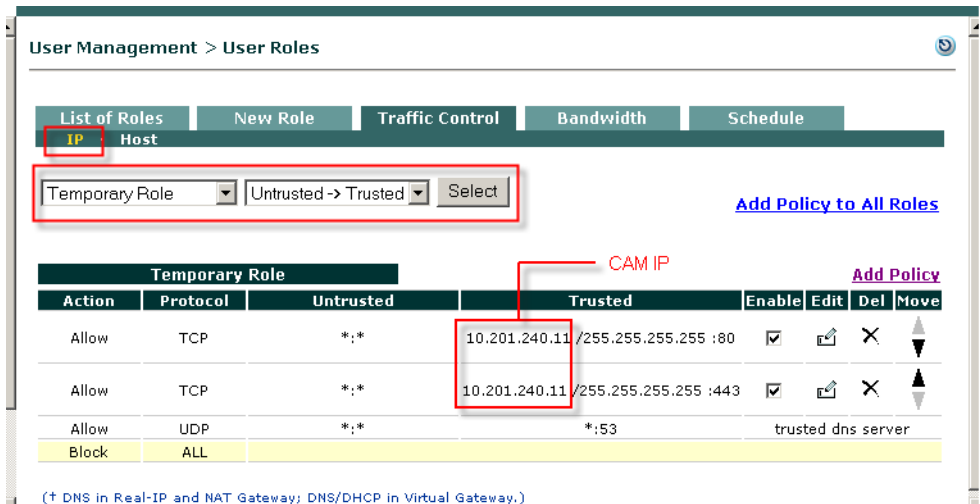 User Management > User Roles
List of Roles New Role Traffic Control Bandwidth Schedule
IP · Host
Temporary Role Untrusted -> Trusted Select
Add Policy to All Roles
CAM IP
Temporary Role Add Policy
Action Protocol Untrusted Trusted Enable Edit Del Move
Allow TCP *:* 10.201.240.11 /255.255.255.255 :80
Allow TCP *:* 10.201.240.11 /255.255.255.255 :443
Allow UDP *:* *:53 trusted dns server
Block ALL
(† DNS in Real-IP and NAT Gateway; DNS/DHCP in Virtual Gateway.)